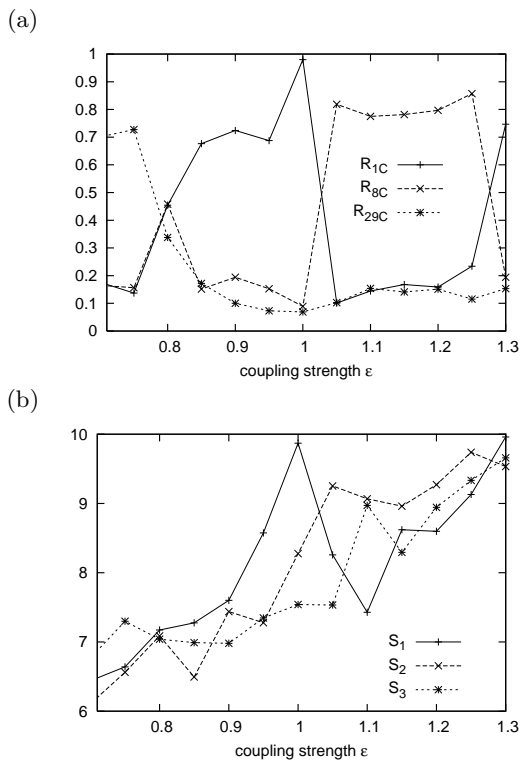 (a)
1
0.9
0.8
0.7
0.6
0.5
0.4
0.3
0.2
0.1
0
R1C
R8C
R29C
0.8 0.9 1 1.1 1.2 1.3
coupling strength ε
(b)
10
9
8
7
6
S1
S2
S3
0.8 0.9 1 1.1 1.2 1.3
coupling strength ε